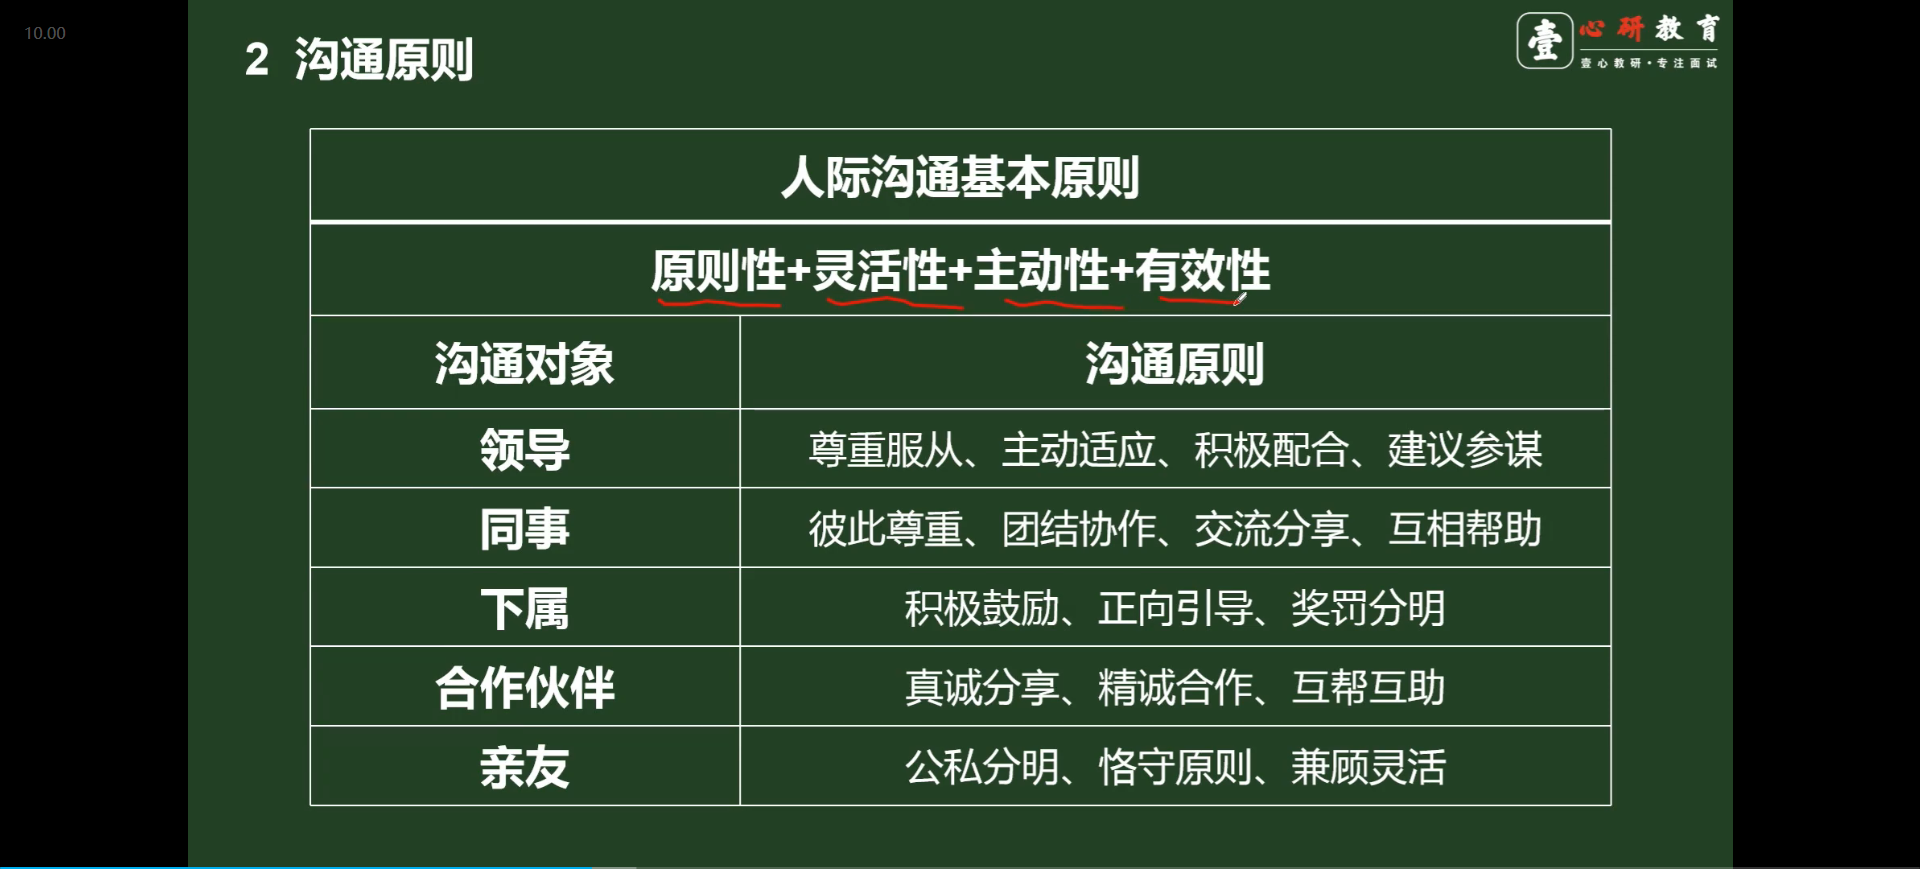 10.00
2 沟通原则
壹 心研教育
壹心教研·专注面试
人际沟通基本原则
原则性+灵活性+主动性+有效性
沟通对象 沟通原则
领导 尊重服从、主动适应、积极配合、建议参谋
同事 彼此尊重、团结协作、交流分享、互相帮助
下属 积极鼓励、正向引导、奖罚分明
合作伙伴 真诚分享、精诚合作、互帮互助
亲友 公私分明、恪守原则、兼顾灵活